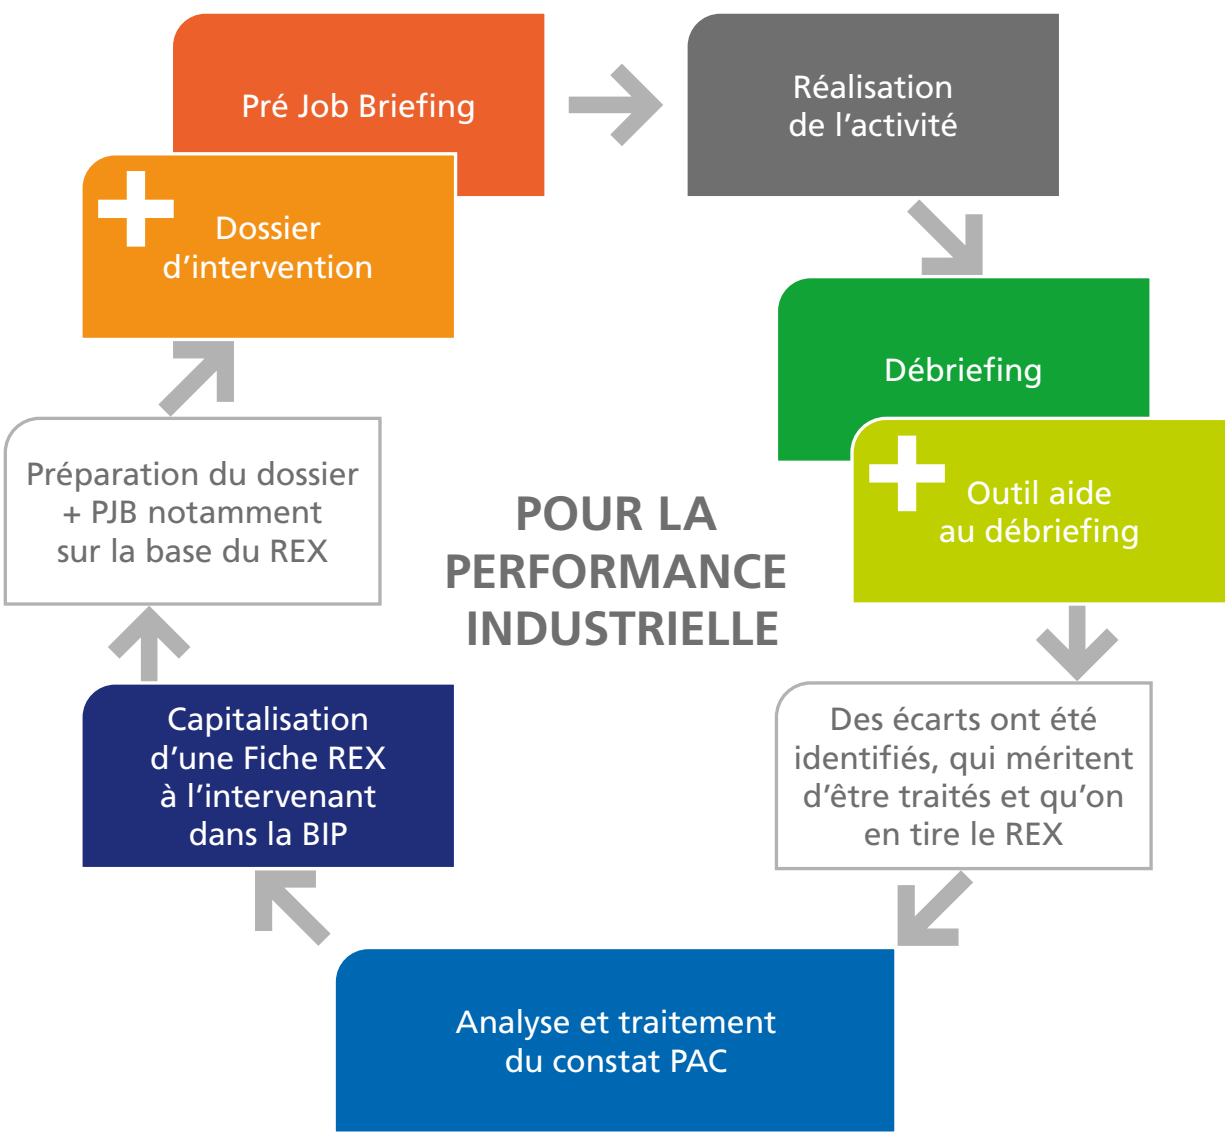 Pré Job Briefing
Dossier
d’intervention
Réalisation
de l’activité
Débriefing
Outil aide
au débriefing
Des écarts ont été
identifiés, qui méritent
d’être traités et qu’on
en tire le REX
Analyse et traitement
du constat PAC
Capitalisation
d’une Fiche REX
à l’intervenant
dans la BIP
Préparation du dossier
+ PJB notamment
sur la base du REX
POUR LA
PERFORMANCE
INDUSTRIELLE